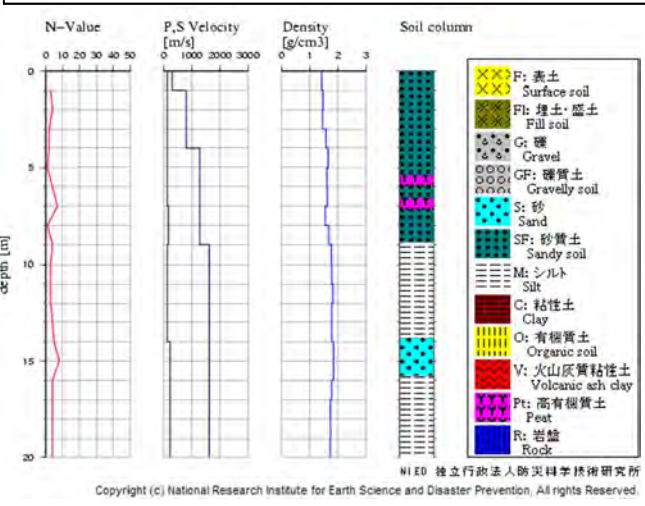 N-Value
P,S Velocity
[m/s]
Density
[g/cm3]
Soil column
0 10 20 30 40 50
0 1000 2000 3000
0 1 2 3
0
5
10
15
20
depth [m]
F: 表土
Surface soil
Fl: 埋土・盛土
Fill soil
G: 礫
Gravel
GF: 礫質土
Gravelly soil
S: 砂
Sand
SF: 砂質土
Sandy soil
M: シルト
Silt
C: 粘性土
Clay
O: 有機質土
Organic soil
V: 火山灰質粘性土
Volcanic ash clay
Pt: 高有機質土
Peat
R: 岩盤
Rock
NIED 独立行政法人防災科学技術研究所
Copyright (c) National Research Institute for Earth Science and Disaster Prevention, All rights Reserved.